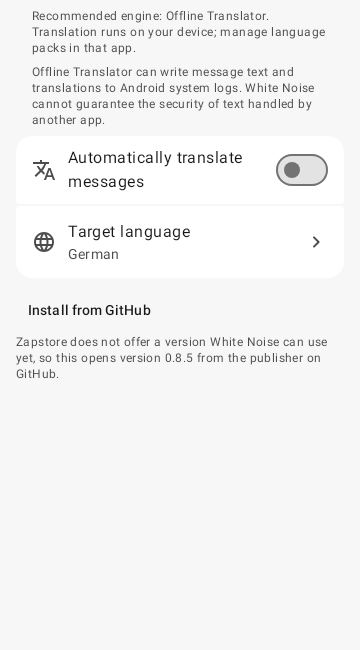 Recommended engine: Offline Translator.
Translation runs on your device; manage language
packs in that app.
Offline Translator can write message text and
translations to Android system logs. White Noise
cannot guarantee the security of text handled by
another app.
Automatically translate
messages
Target language
German
Install from GitHub
Zapstore does not offer a version White Noise can use
yet, so this opens version 0.8.5 from the publisher on
GitHub.